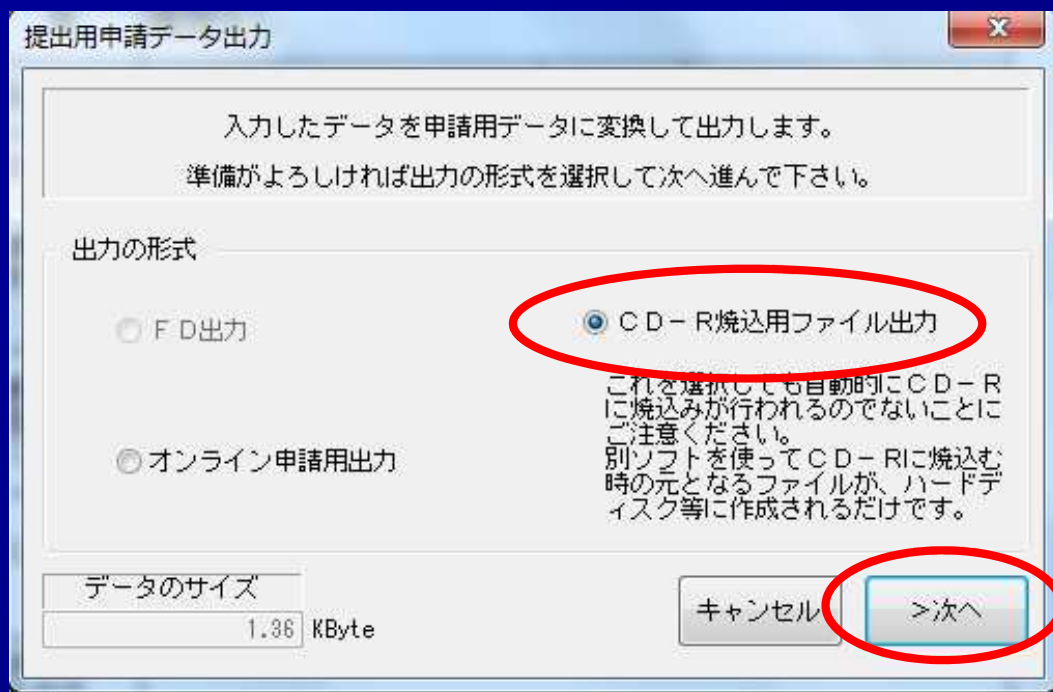 提出用申請データ出力
入力したデータを申請用データに変換して出力します。
準備がよろしければ出力の形式を選択して次へ進んで下さい。
出力の形式
ＦＤ出力
ＣＤ－Ｒ焼込用ファイル出力
これを選択しても自動的にＣＤ－Ｒ
に焼込みが行われるのでないことに
ご注意ください。
別ソフトを使ってＣＤ－Ｒに焼込む
時の元となるファイルが、ハードデ
ィスク等に作成されるだけです。
オンライン申請用出力
データのサイズ
1.36 KByte
キャンセル
>次へ